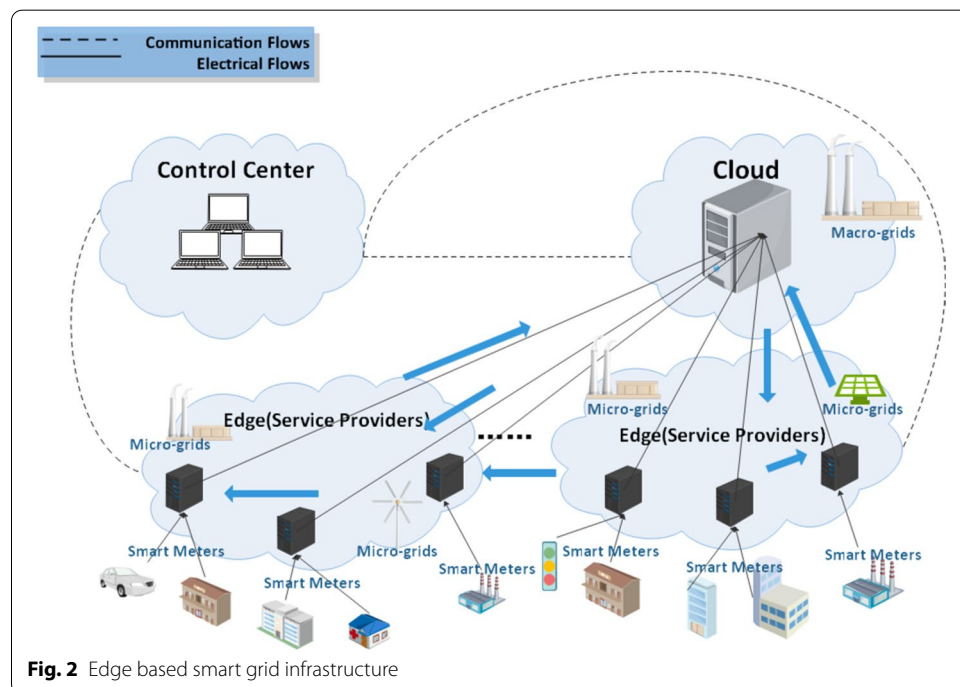 Communication Flows
Electrical Flows
Control Center
Cloud
Macro-grids
Micro-grids
Micro-grids
Edge(Service Providers)
Micro-grids
Edge(Service Providers)
......
Smart Meters
Micro-grids
Smart Meters
Smart Meters
Smart Meters
Smart Meters
Smart Meters
Fig. 2 Edge based smart grid infrastructure